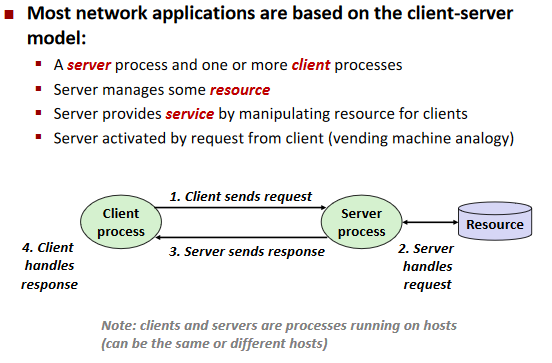 Most network applications are based on the client-server
model:
A server process and one or more client processes
Server manages some resource
Server provides service by manipulating resource for clients
Server activated by request from client (vending machine analogy)
1. Client sends request
Client
process
Server
process
Resource
4. Client
handles
response
3. Server sends response
2. Server
handles
request
Note: clients and servers are processes running on hosts
(can be the same or different hosts)